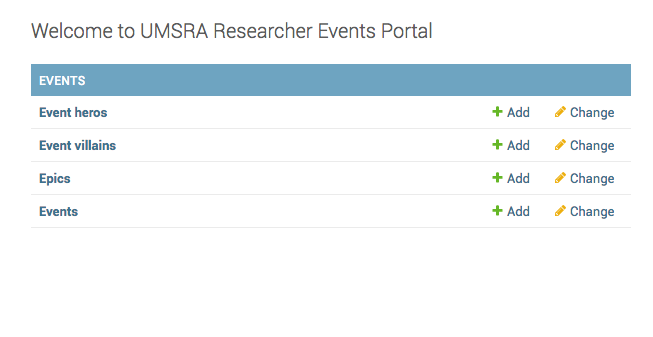 Welcome to UMSRA Researcher Events Portal
EVENTS
Event heros Add Change
Event villains Add Change
Epics Add Change
Events Add Change